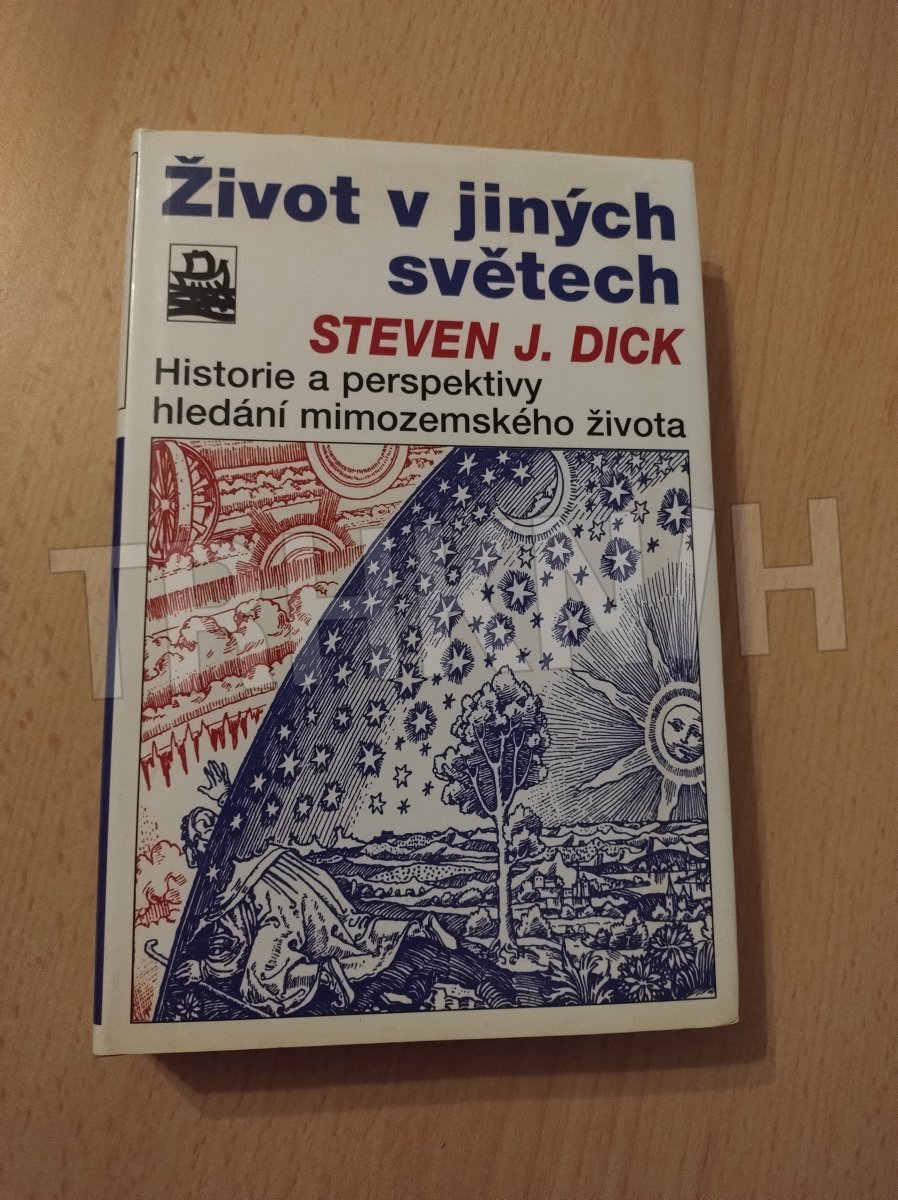 Život v jiných
světech
STEVEN J. DICK
Historie a perspektivy
hledání mimozemského života